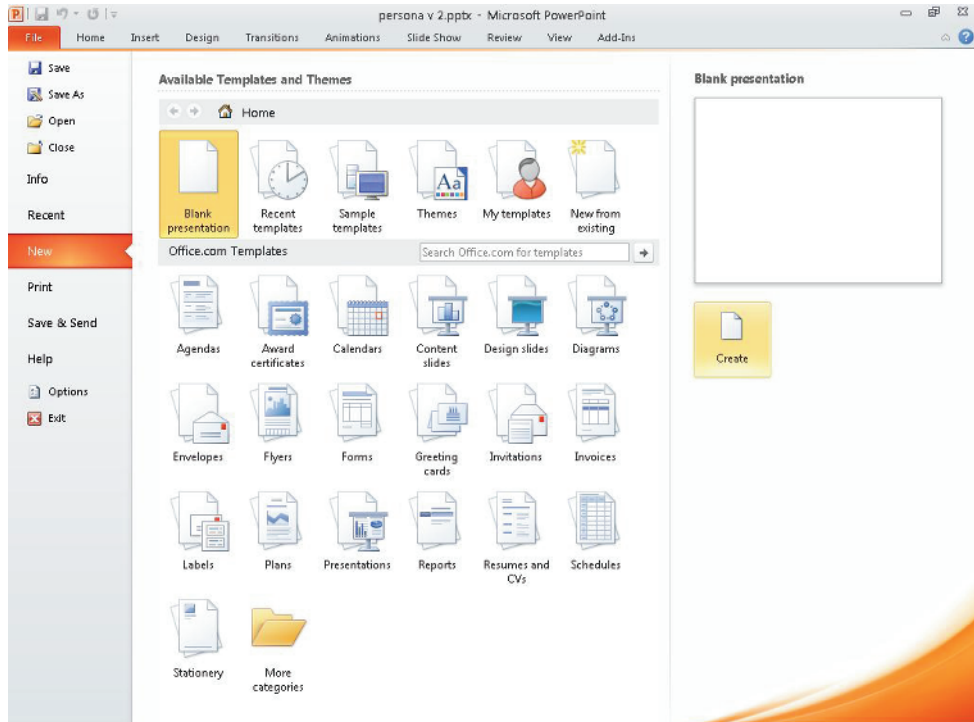 persona v 2.pptx - Microsoft PowerPoint
File Home Insert Design Transitions Animations Slide Show Review View Add-Ins
Save
Save As
Open
Close
Info
Recent
New
Print
Save & Send
Help
Options
Exit
Available Templates and Themes
Home
Blank presentation
Recent templates
Sample templates
Themes
My templates
New from existing
Office.com Templates
Search Office.com for templates
Agendas
Award certificates
Calendars
Content slides
Design slides
Diagrams
Envelopes
Flyers
Forms
Greeting cards
Invitations
Invoices
Labels
Plans
Presentations
Reports
Resumes and CVs
Schedules
Stationery
More categories
Blank presentation
Create